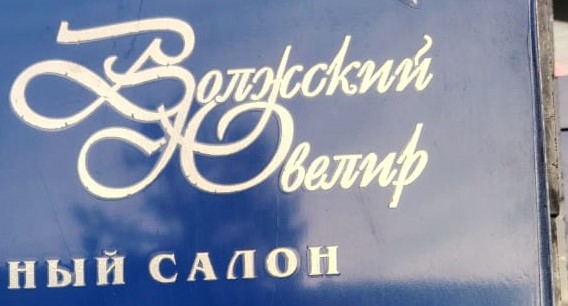 Волжский
Ювелир
ный САЛОН